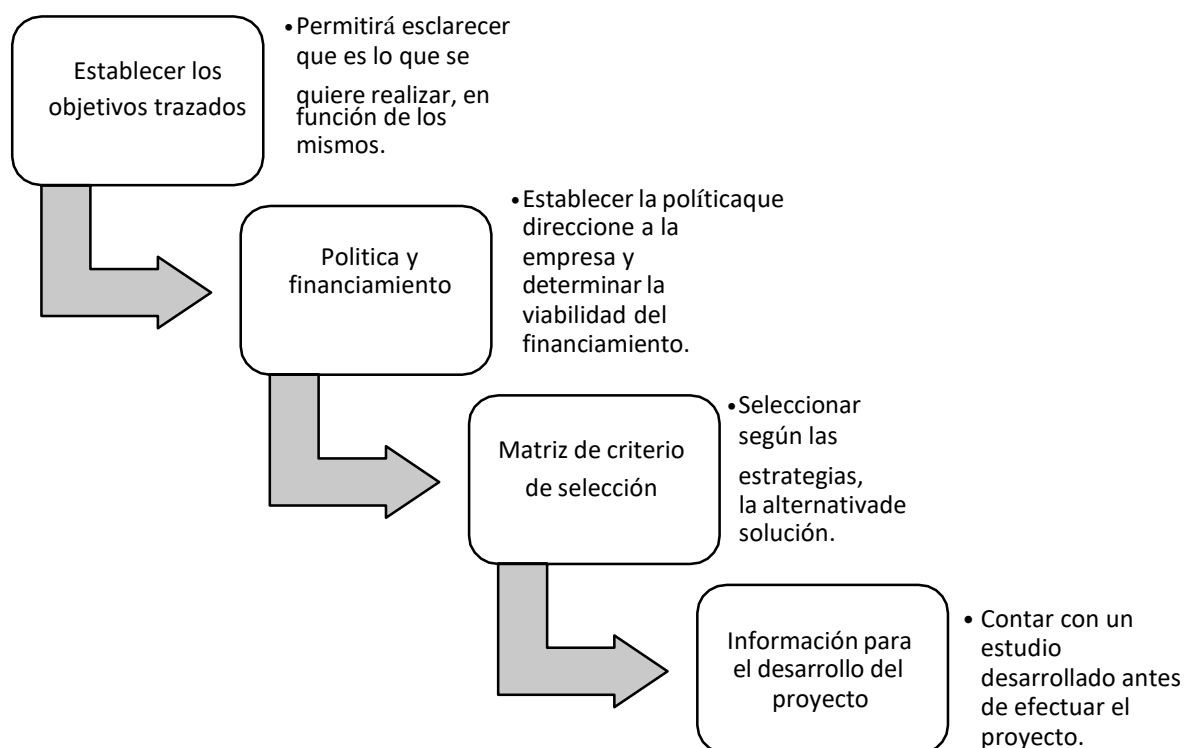 Establecer los
objetivos trazados
•Permitirá esclarecer
que es lo que se
quiere realizar, en
función de los
mismos.
Politica y
financiamiento
•Establecer la políticaque
direccione a la
empresa y
determinar la
viabilidad del
financiamiento.
Matriz de criterio
de selección
•Seleccionar
según las
estrategias,
la alternativade
solución.
Información para
el desarrollo del
proyecto
• Contar con un
estudio
desarrollado antes
de efectuar el
proyecto.